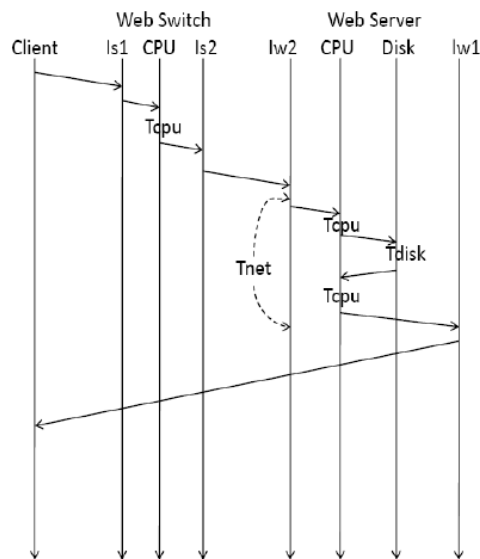 Web Switch Web Server
Client Is1 CPU Is2 Iw2 CPU Disk Iw1
Tcpu
Tcpu
Tdisk
Tnet
Tcpu